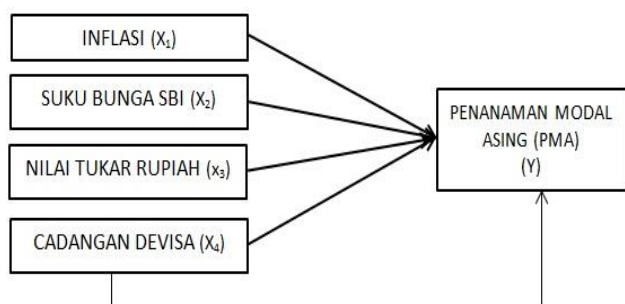 INFLASI (X₁)
SUKU BUNGA SBI (X₂)
NILAI TUKAR RUPIAH (x₃)
CADANGAN DEVISA (X₄)
PENANAMAN MODAL
ASING (PMA)
(Y)